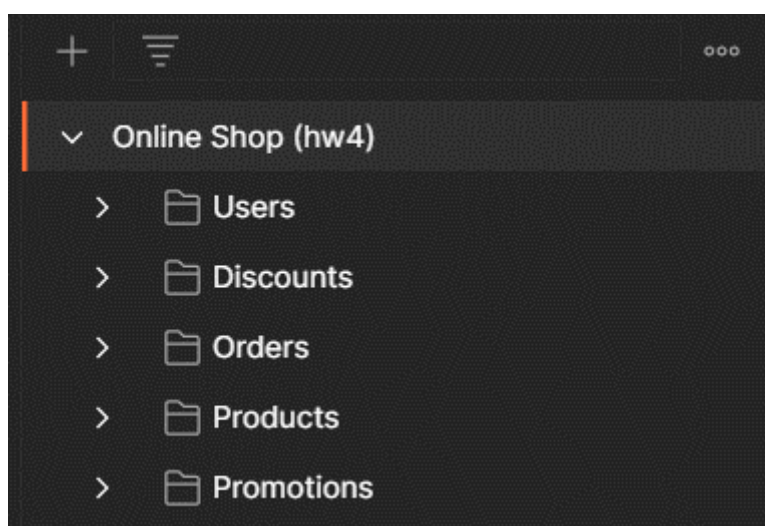 Online Shop (hw4)
Users
Discounts
Orders
Products
Promotions